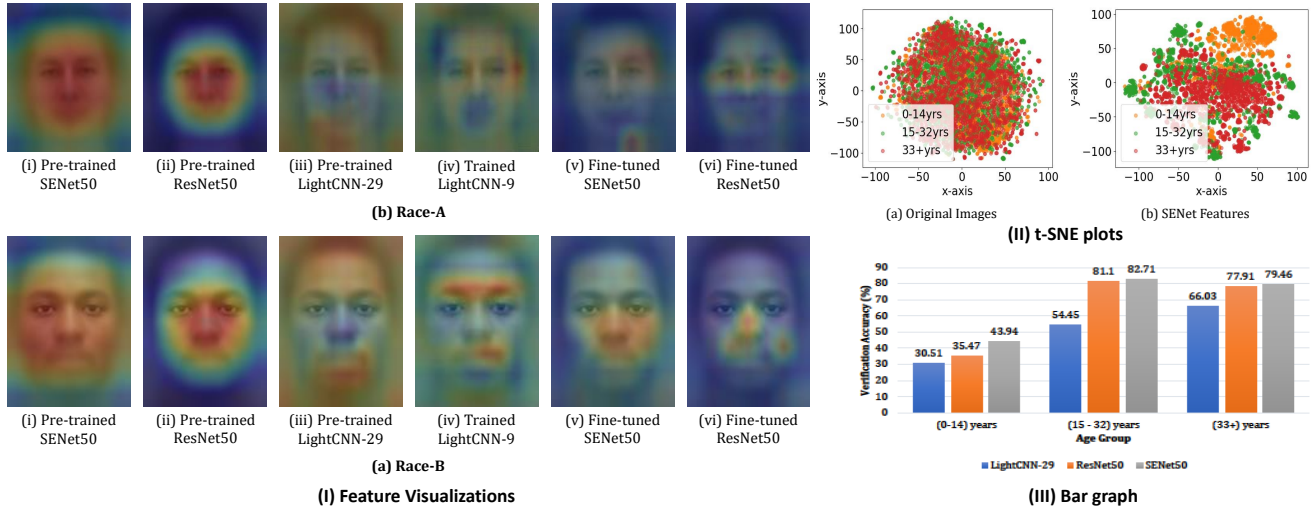 (i) Pre-trained SENet50
(ii) Pre-trained ResNet50
(iii) Pre-trained LightCNN-29
(iv) Trained LightCNN-9
(v) Fine-tuned SENet50
(vi) Fine-tuned ResNet50
(b) Race-A
(i) Pre-trained SENet50
(ii) Pre-trained ResNet50
(iii) Pre-trained LightCNN-29
(iv) Trained LightCNN-9
(v) Fine-tuned SENet50
(vi) Fine-tuned ResNet50
(a) Race-B
(I) Feature Visualizations
y-axis
100
50
0
−50
−100
0-14yrs
15-32yrs
33+yrs
−100 −50 0 50 100
x-axis
(a) Original Images
y-axis
100
75
50
25
0
−25
−50
−75
−100
0-14yrs
15-32yrs
33+yrs
−100 −50 0 50 100
x-axis
(b) SENet Features
(II) t-SNE plots
Verification Accuracy (%)
90
80
70
60
50
40
30
20
10
0
30.51 35.47 43.94
54.45 81.1 82.71
66.03 77.91 79.46
(0-14) years (15 - 32) years (33+) years
Age Group
LightCNN-29 ResNet50 SENet50
(III) Bar graph